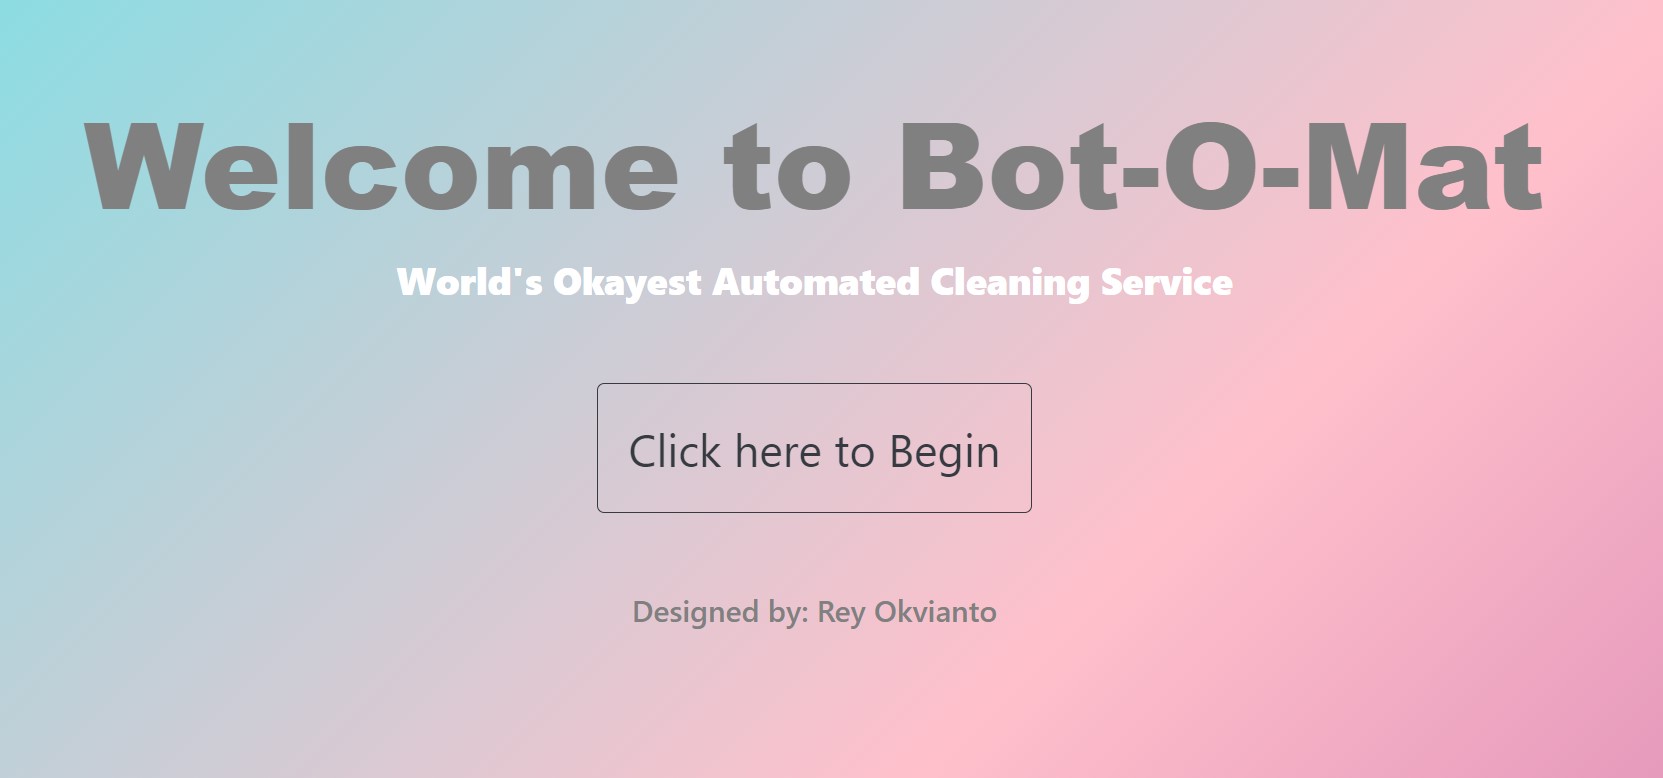 Welcome to Bot-O-Mat
World's Okayest Automated Cleaning Service
Click here to Begin
Designed by: Rey Okvianto